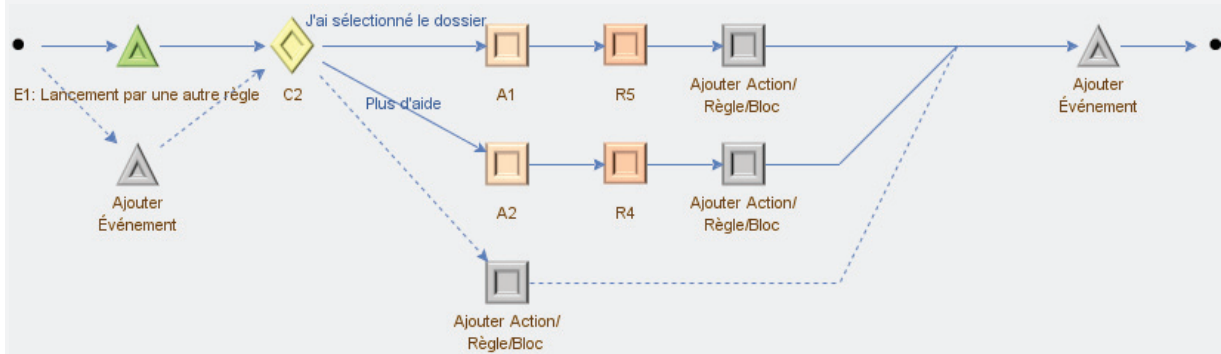 J'ai sélectionné le dossier
E1: Lancement par une autre règle
C2
A1
R5
Ajouter Action/
Règle/Bloc
Ajouter
Événement
Plus d'aide
Ajouter
Événement
A2
R4
Ajouter Action/
Règle/Bloc
Ajouter Action/
Règle/Bloc